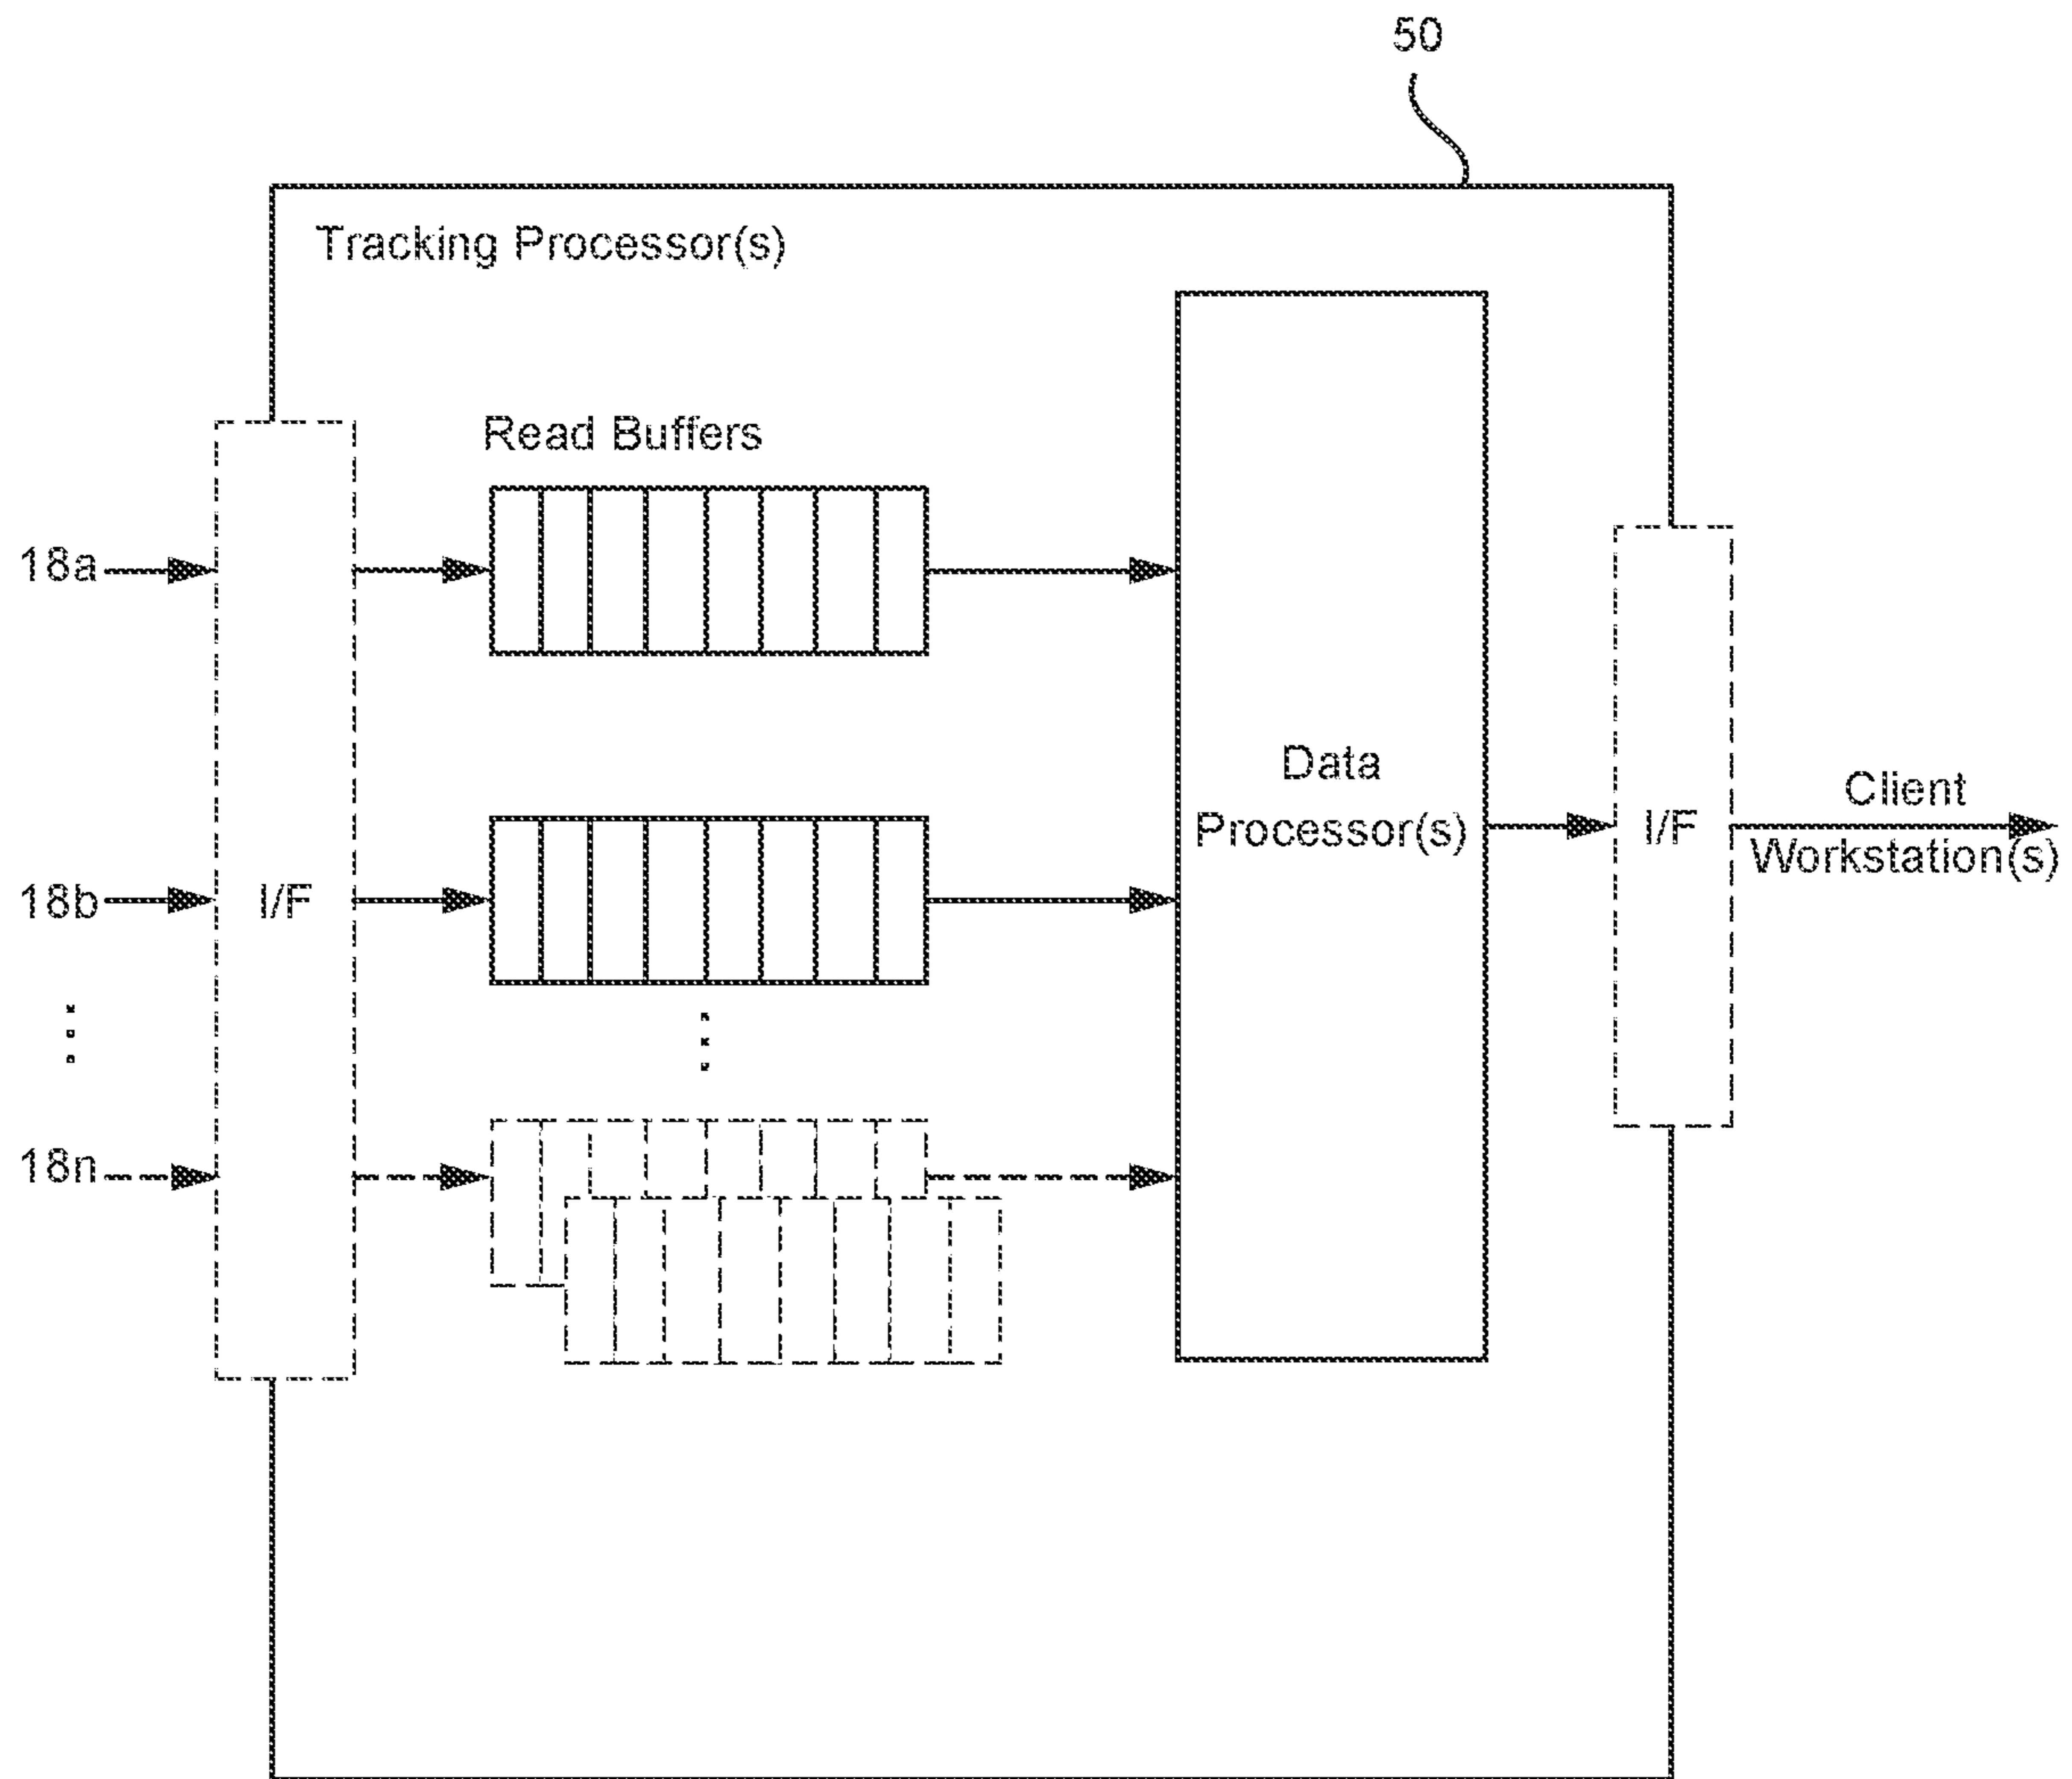 50
Tracking Processor(s)
Read Buffers
18a
18b
18n
I/F
Data
Processor(s)
I/F
Client
Workstation(s)